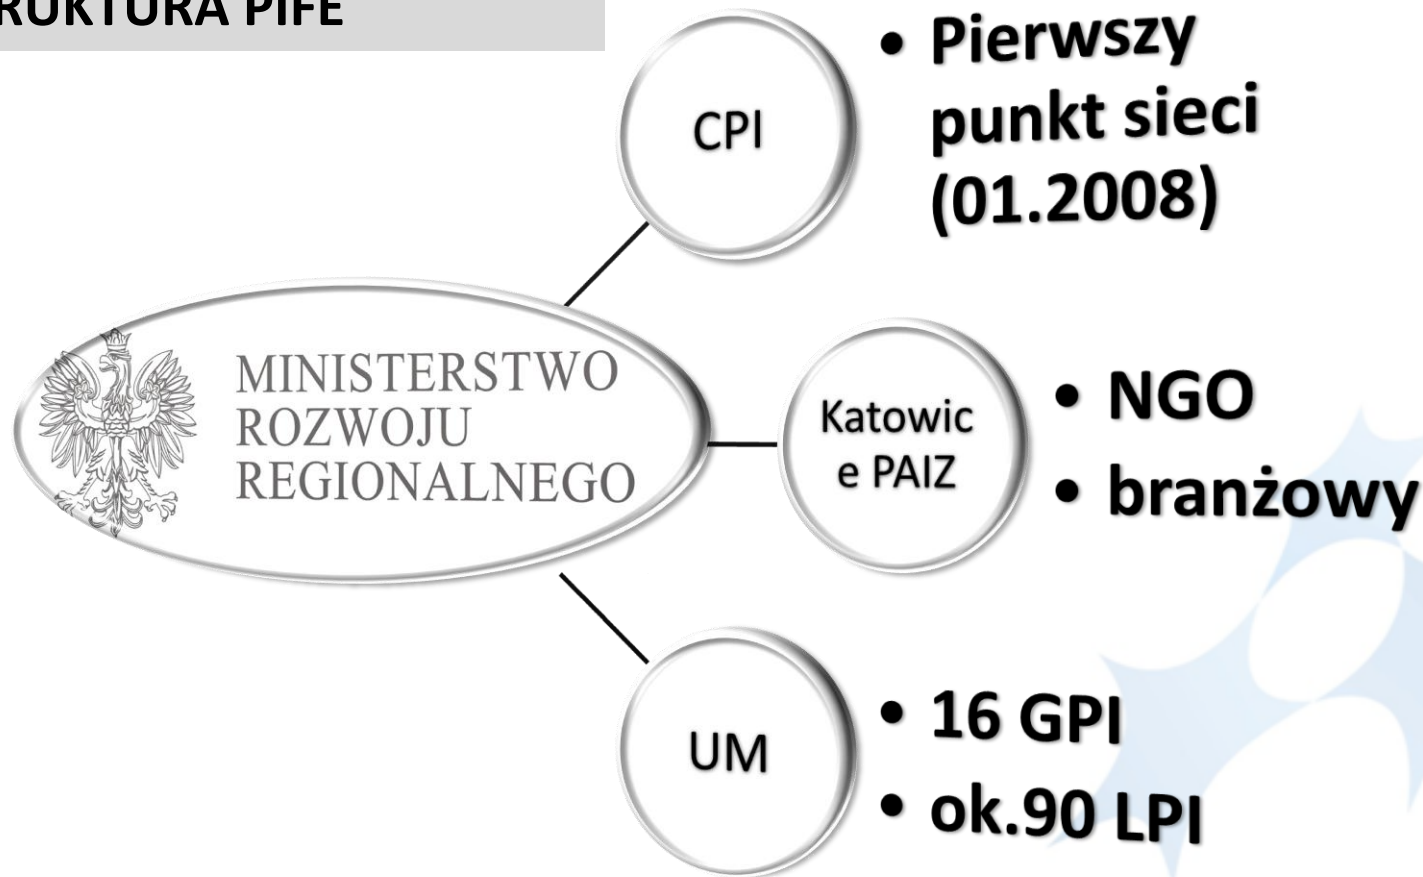 RUKTURA PIFE
CPI
• Pierwszy
punkt sieci
(01.2008)
MINISTERSTWO
ROZWOJU
REGIONALNEGO
Katowic
e PAIZ
• NGO
• branżowy
UM
• 16 GPI
• ok.90 LPI